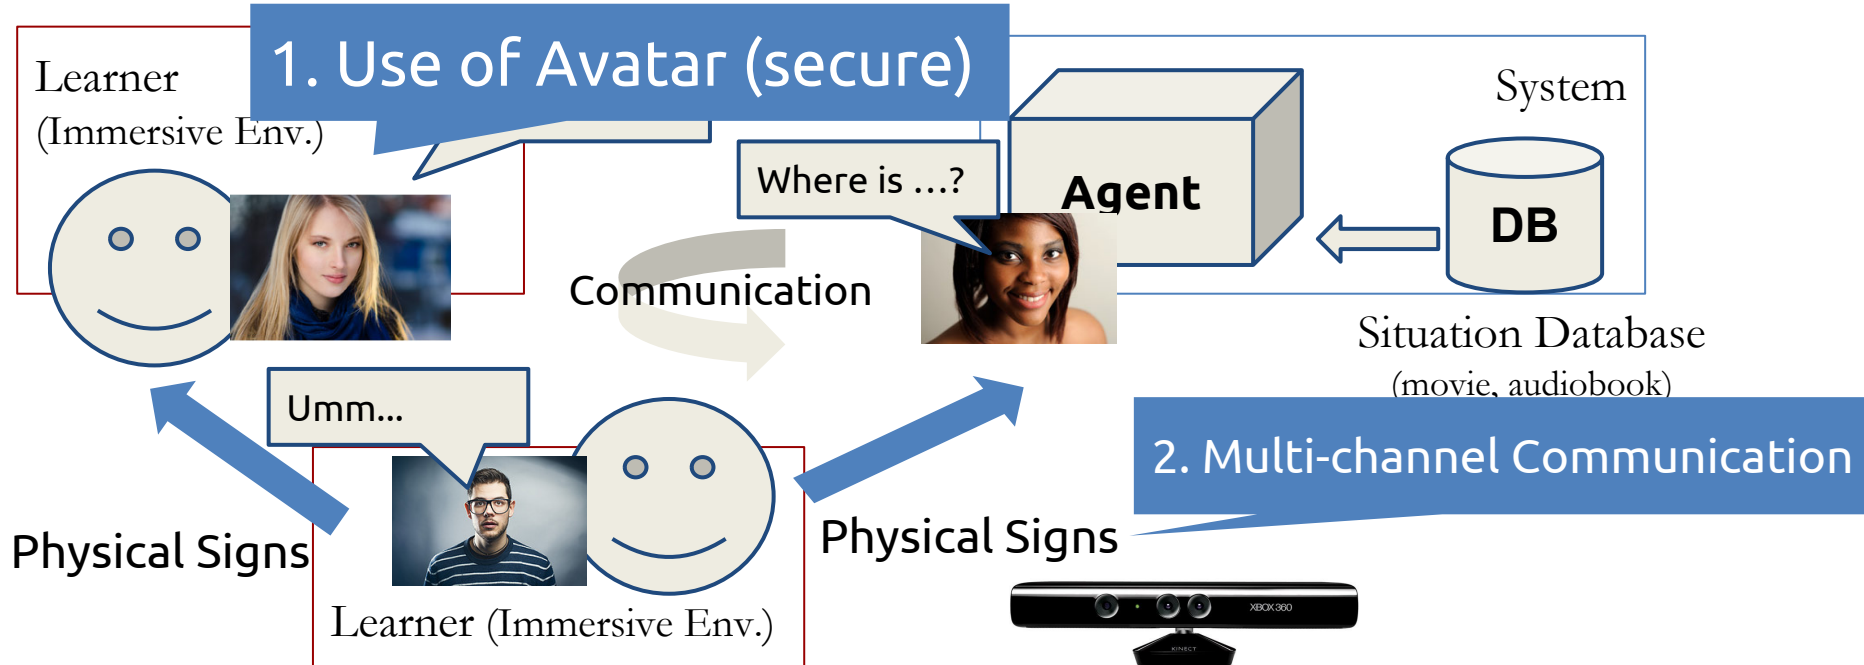 1. Use of Avatar (secure)
Learner
(Immersive Env.)
System
Where is ...?
Agent
DB
Communication
Situation Database
(movie, audiobook)
Umm...
2. Multi-channel Communication
Physical Signs
Physical Signs
XBOX 360
KINECT
Learner (Immersive Env.)